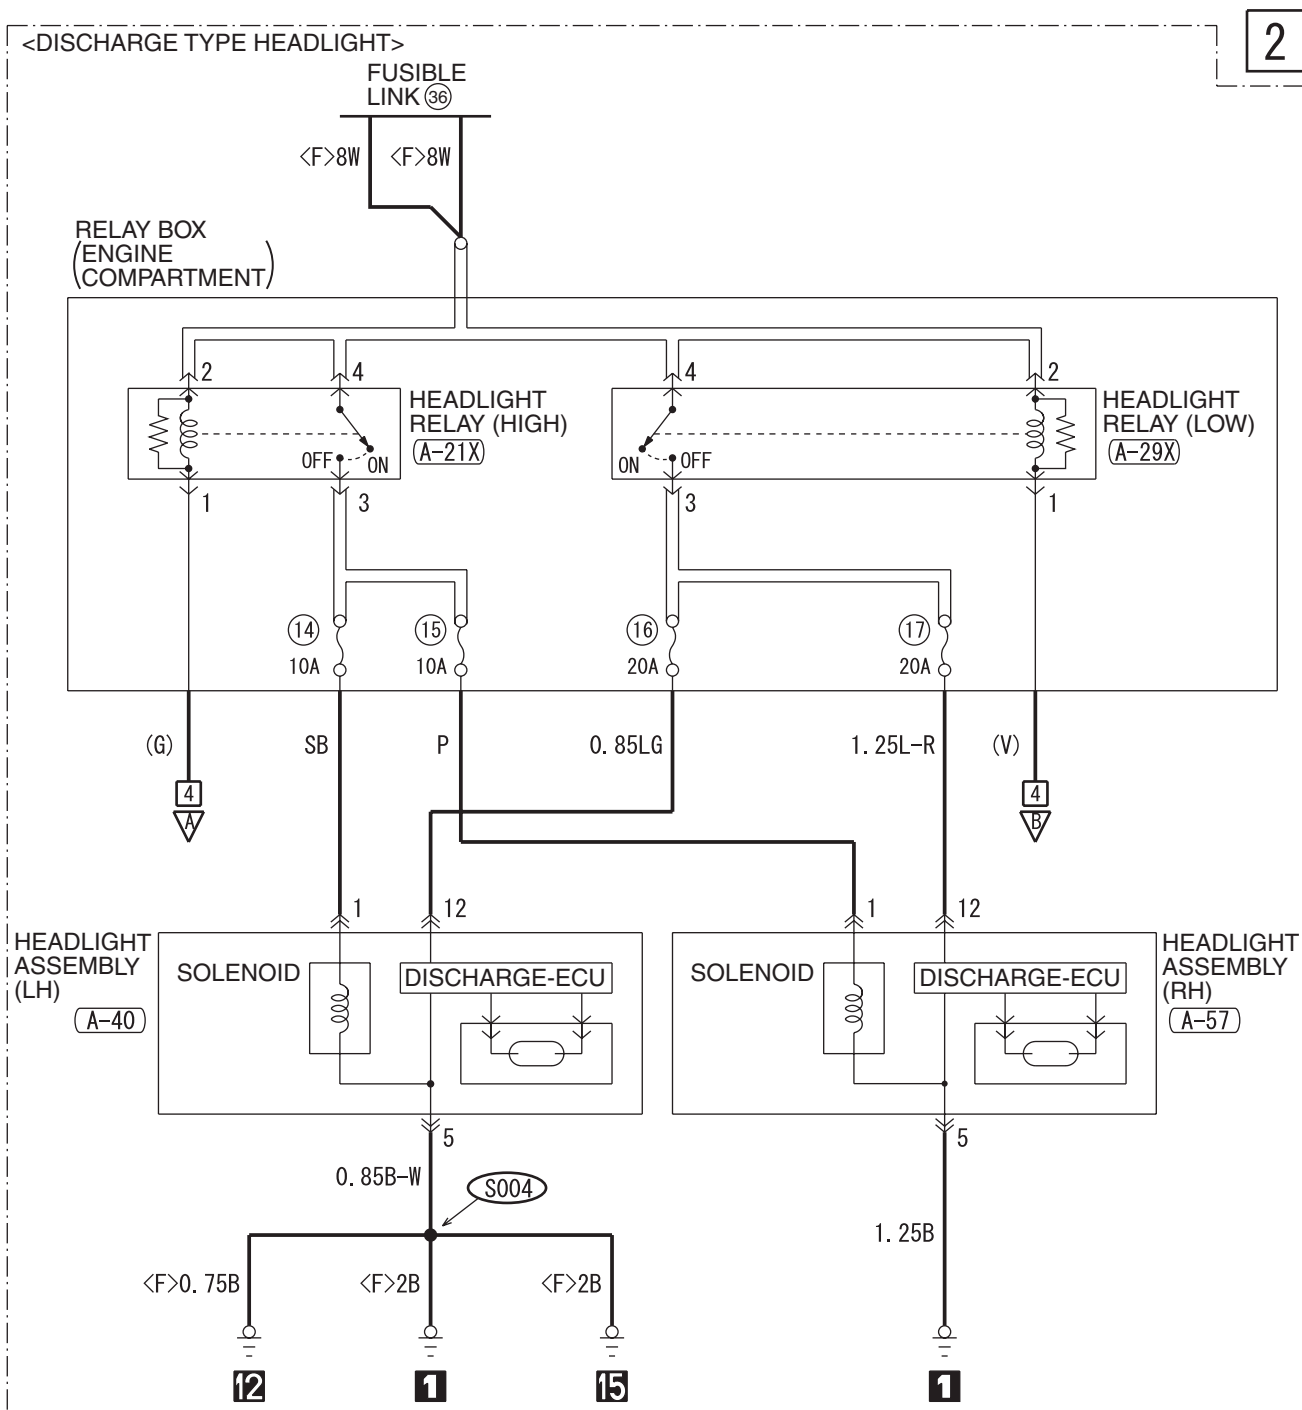 2
<DISCHARGE TYPE HEADLIGHT>
FUSIBLE
LINK 36
<F>8W <F>8W
RELAY BOX
(ENGINE
COMPARTMENT)
2 4 4 2
HEADLIGHT
RELAY (HIGH)
A-21X
HEADLIGHT
RELAY (LOW)
A-29X
OFF ON ON OFF
1 3 3 1
14 15 16 17
10A 10A 20A 20A
(G) SB P 0.85LG 1.25L-R (V)
4 4
A B
1 12 1 12
HEADLIGHT
ASSEMBLY
(LH)
A-40
SOLENOID DISCHARGE-ECU
SOLENOID DISCHARGE-ECU
HEADLIGHT
ASSEMBLY
(RH)
A-57
5 5
0.85B-W
S004
1.25B
<F>0.75B <F>2B <F>2B
12 1 15 1